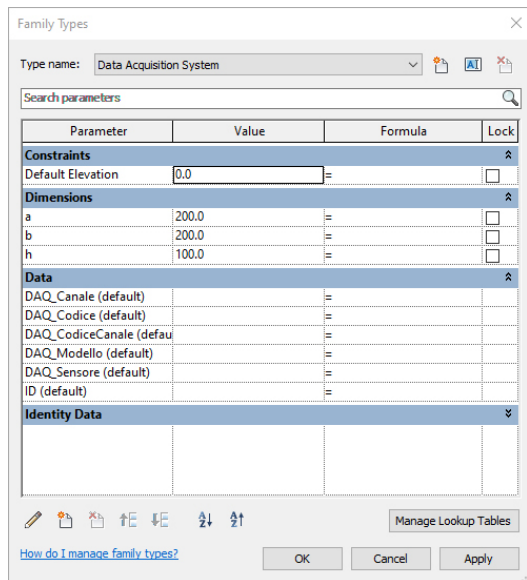 Family Types
Type name: Data Acquisition System
Search parameters
Parameter Value Formula Lock
Constraints
Default Elevation 0.0 =
Dimensions
a 200.0 =
b 200.0 =
h 100.0 =
Data
DAQ_Canale (default) =
DAQ_Codice (default) =
DAQ_CodiceCanale (defau =
DAQ_Modello (default) =
DAQ_Sensore (default) =
ID (default) =
Identity Data
Manage Lookup Tables
How do I manage family types? OK Cancel Apply